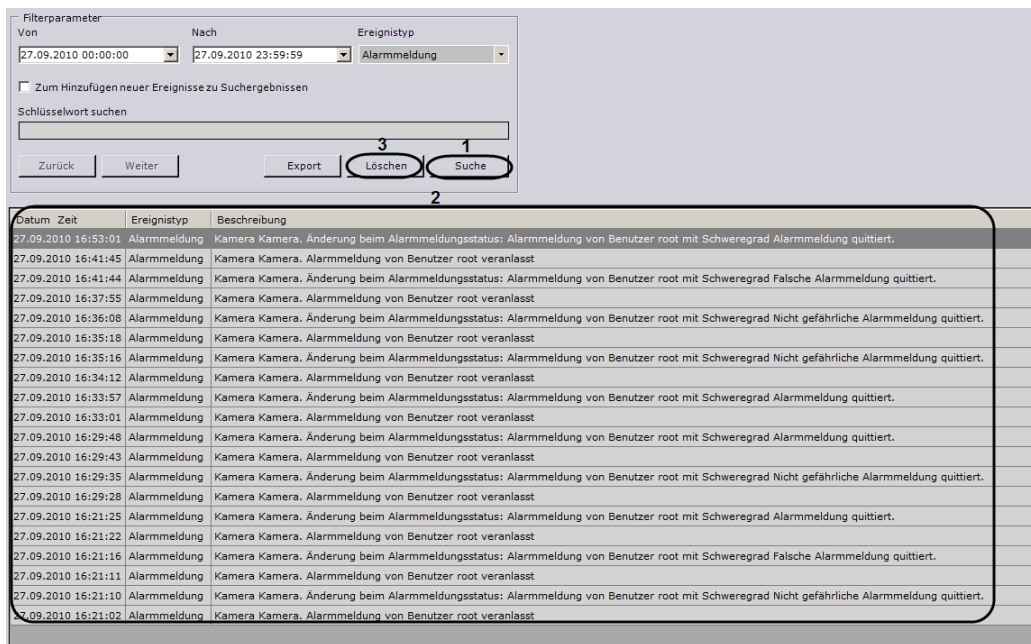 Filterparameter
Von Nach Ereignistyp
27.09.2010 00:00:00 27.09.2010 23:59:59 Alarmmeldung
Zum Hinzufügen neuer Ereignisse zu Suchergebnissen
Schlüsselwort suchen
3 1
Zurück Weiter Export Löschen Suche
2
Datum Zeit Ereignistyp Beschreibung
27.09.2010 16:53:01 Alarmmeldung Kamera Kamera. Änderung beim Alarmmeldungsstatus: Alarmmeldung von Benutzer root mit Schweregrad Alarmmeldung quittiert.
27.09.2010 16:41:45 Alarmmeldung Kamera Kamera. Alarmmeldung von Benutzer root veranlasst
27.09.2010 16:41:44 Alarmmeldung Kamera Kamera. Änderung beim Alarmmeldungsstatus: Alarmmeldung von Benutzer root mit Schweregrad Falsche Alarmmeldung quittiert.
27.09.2010 16:37:55 Alarmmeldung Kamera Kamera. Alarmmeldung von Benutzer root veranlasst
27.09.2010 16:36:08 Alarmmeldung Kamera Kamera. Änderung beim Alarmmeldungsstatus: Alarmmeldung von Benutzer root mit Schweregrad Nicht gefährliche Alarmmeldung quittiert.
27.09.2010 16:35:18 Alarmmeldung Kamera Kamera. Alarmmeldung von Benutzer root veranlasst
27.09.2010 16:35:16 Alarmmeldung Kamera Kamera. Änderung beim Alarmmeldungsstatus: Alarmmeldung von Benutzer root mit Schweregrad Nicht gefährliche Alarmmeldung quittiert.
27.09.2010 16:34:12 Alarmmeldung Kamera Kamera. Alarmmeldung von Benutzer root veranlasst
27.09.2010 16:33:57 Alarmmeldung Kamera Kamera. Änderung beim Alarmmeldungsstatus: Alarmmeldung von Benutzer root mit Schweregrad Alarmmeldung quittiert.
27.09.2010 16:33:01 Alarmmeldung Kamera Kamera. Alarmmeldung von Benutzer root veranlasst
27.09.2010 16:29:48 Alarmmeldung Kamera Kamera. Änderung beim Alarmmeldungsstatus: Alarmmeldung von Benutzer root mit Schweregrad Alarmmeldung quittiert.
27.09.2010 16:29:43 Alarmmeldung Kamera Kamera. Alarmmeldung von Benutzer root veranlasst
27.09.2010 16:29:35 Alarmmeldung Kamera Kamera. Änderung beim Alarmmeldungsstatus: Alarmmeldung von Benutzer root mit Schweregrad Nicht gefährliche Alarmmeldung quittiert.
27.09.2010 16:29:28 Alarmmeldung Kamera Kamera. Alarmmeldung von Benutzer root veranlasst
27.09.2010 16:21:25 Alarmmeldung Kamera Kamera. Änderung beim Alarmmeldungsstatus: Alarmmeldung von Benutzer root mit Schweregrad Alarmmeldung quittiert.
27.09.2010 16:21:22 Alarmmeldung Kamera Kamera. Alarmmeldung von Benutzer root veranlasst
27.09.2010 16:21:16 Alarmmeldung Kamera Kamera. Änderung beim Alarmmeldungsstatus: Alarmmeldung von Benutzer root mit Schweregrad Falsche Alarmmeldung quittiert.
27.09.2010 16:21:11 Alarmmeldung Kamera Kamera. Alarmmeldung von Benutzer root veranlasst
27.09.2010 16:21:10 Alarmmeldung Kamera Kamera. Änderung beim Alarmmeldungsstatus: Alarmmeldung von Benutzer root mit Schweregrad Nicht gefährliche Alarmmeldung quittiert.
27.09.2010 16:21:02 Alarmmeldung Kamera Kamera. Alarmmeldung von Benutzer root veranlasst